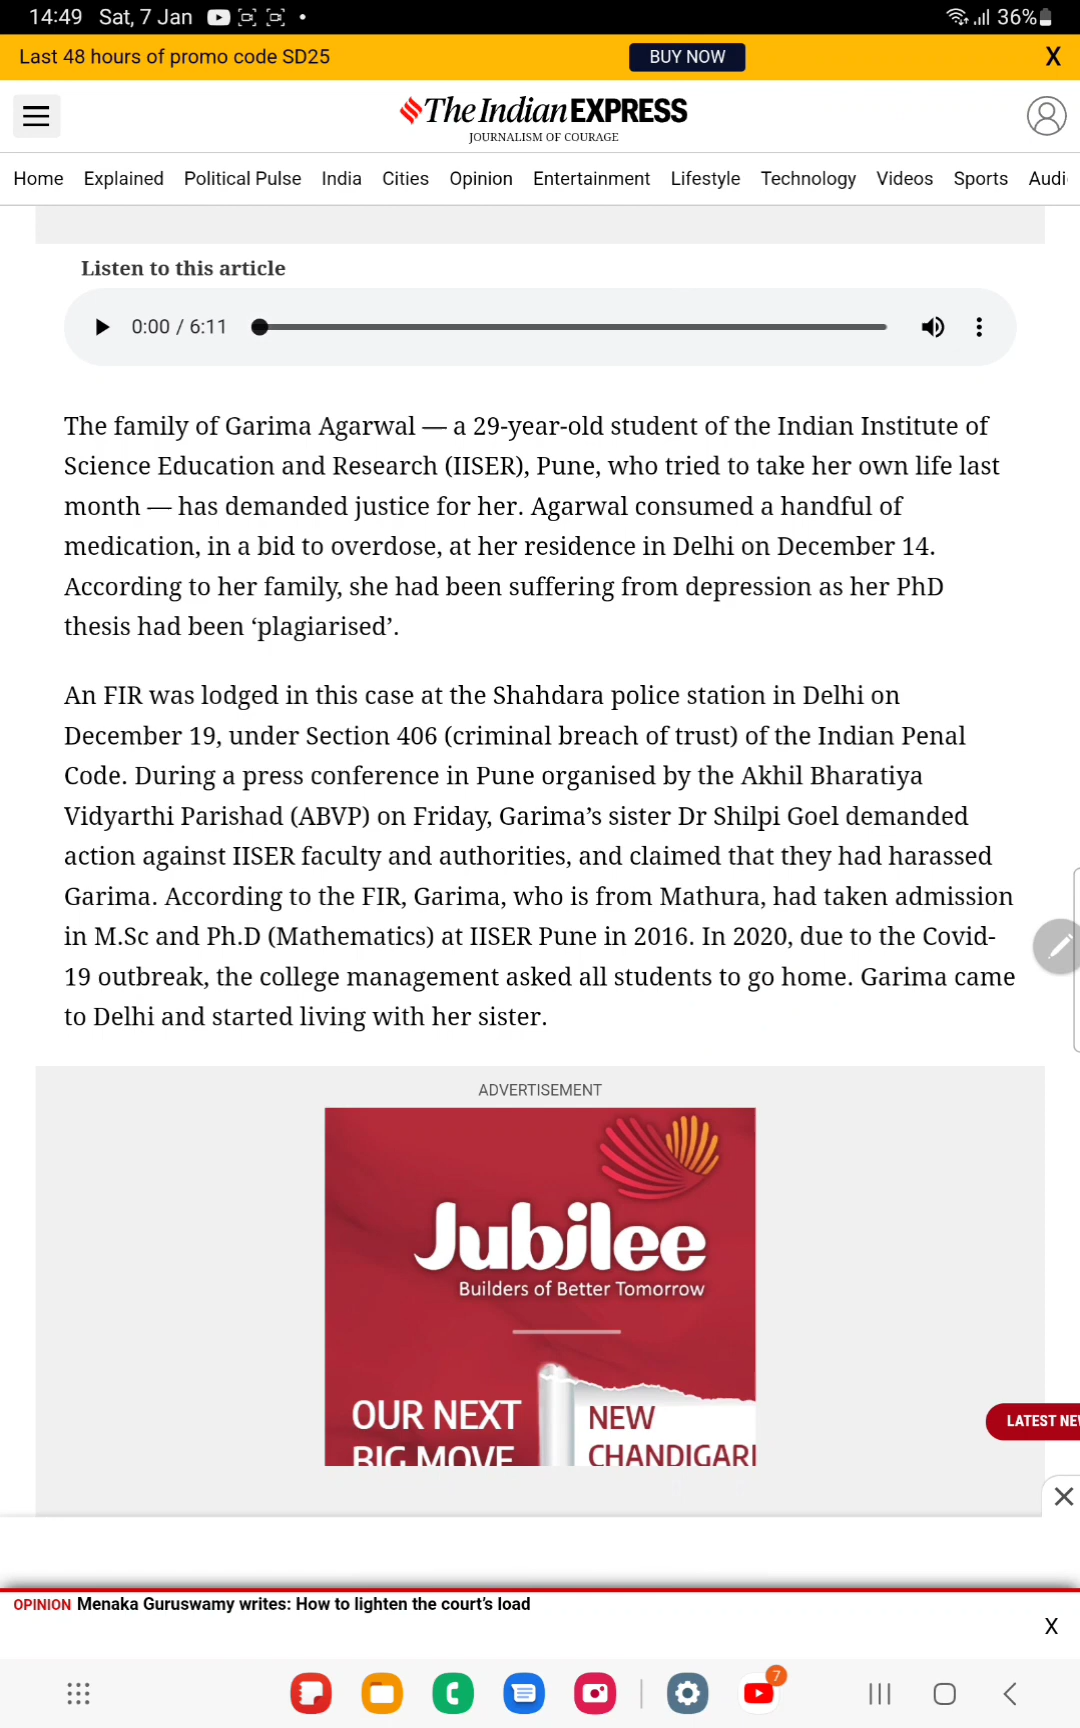 14:49 Sat, 7 Jan
36%
Last 48 hours of promo code SD25
BUY NOW
X
The Indian EXPRESS
JOURNALISM OF COURAGE
Home Explained Political Pulse India Cities Opinion Entertainment Lifestyle Technology Videos Sports Audi
Listen to this article
0:00 / 6:11
The family of Garima Agarwal — a 29-year-old student of the Indian Institute of
Science Education and Research (IISER), Pune, who tried to take her own life last
month — has demanded justice for her. Agarwal consumed a handful of
medication, in a bid to overdose, at her residence in Delhi on December 14.
According to her family, she had been suffering from depression as her PhD
thesis had been ‘plagiarised’.
An FIR was lodged in this case at the Shahdara police station in Delhi on
December 19, under Section 406 (criminal breach of trust) of the Indian Penal
Code. During a press conference in Pune organised by the Akhil Bharatiya
Vidyarthi Parishad (ABVP) on Friday, Garima’s sister Dr Shilpi Goel demanded
action against IISER faculty and authorities, and claimed that they had harassed
Garima. According to the FIR, Garima, who is from Mathura, had taken admission
in M.Sc and Ph.D (Mathematics) at IISER Pune in 2016. In 2020, due to the Covid-
19 outbreak, the college management asked all students to go home. Garima came
to Delhi and started living with her sister.
ADVERTISEMENT
Jubilee
Builders of Better Tomorrow
OUR NEXT
BIG MOVE
NEW
CHANDIGARH
LATEST NE
OPINION Menaka Guruswamy writes: How to lighten the court’s load
X
7